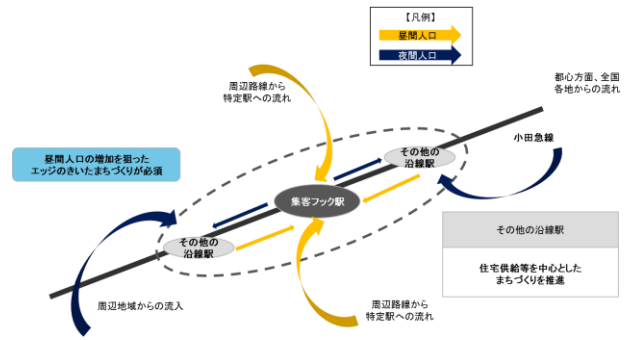 【凡例】
昼間人口
夜間人口
周辺路線から
特定駅への流れ
都心方面、全国
各地からの流れ
小田急線
昼間人口の増加を狙った
エッジのきいたまちづくりが必須
その他の
沿線駅
集客フック駅
その他の
沿線駅
その他の沿線駅
住宅供給等を中心とした
まちづくりを推進
周辺地域からの流入
周辺路線から
特定駅への流れ